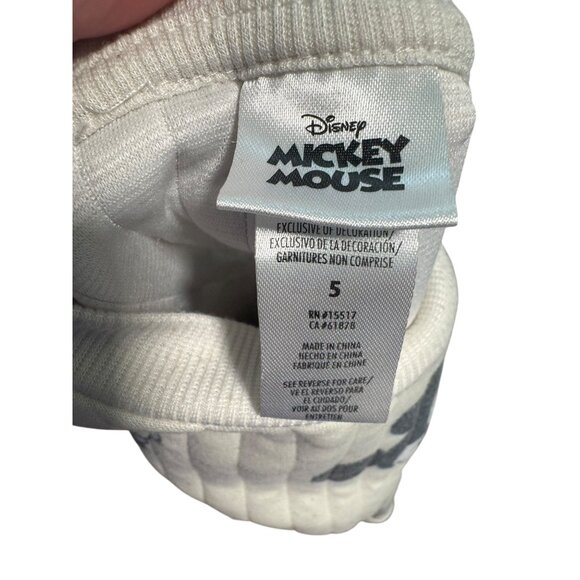 Disney
MICKEY
MOUSE
EXCLUSIVE OF DECORATION/
EXCLUSIVO DE LA DECORACIÓN/
GARNITURES NON COMPRISE
5
RN #15517
CA #61878
MADE IN CHINA
HECHO EN CHINA
FABRIQUÉ EN CHINE
SEE REVERSE FOR CARE/
VE EL REVERSO PARA
EL CUIDADO/
VOIR AU DOS POUR
ENTRETIEN